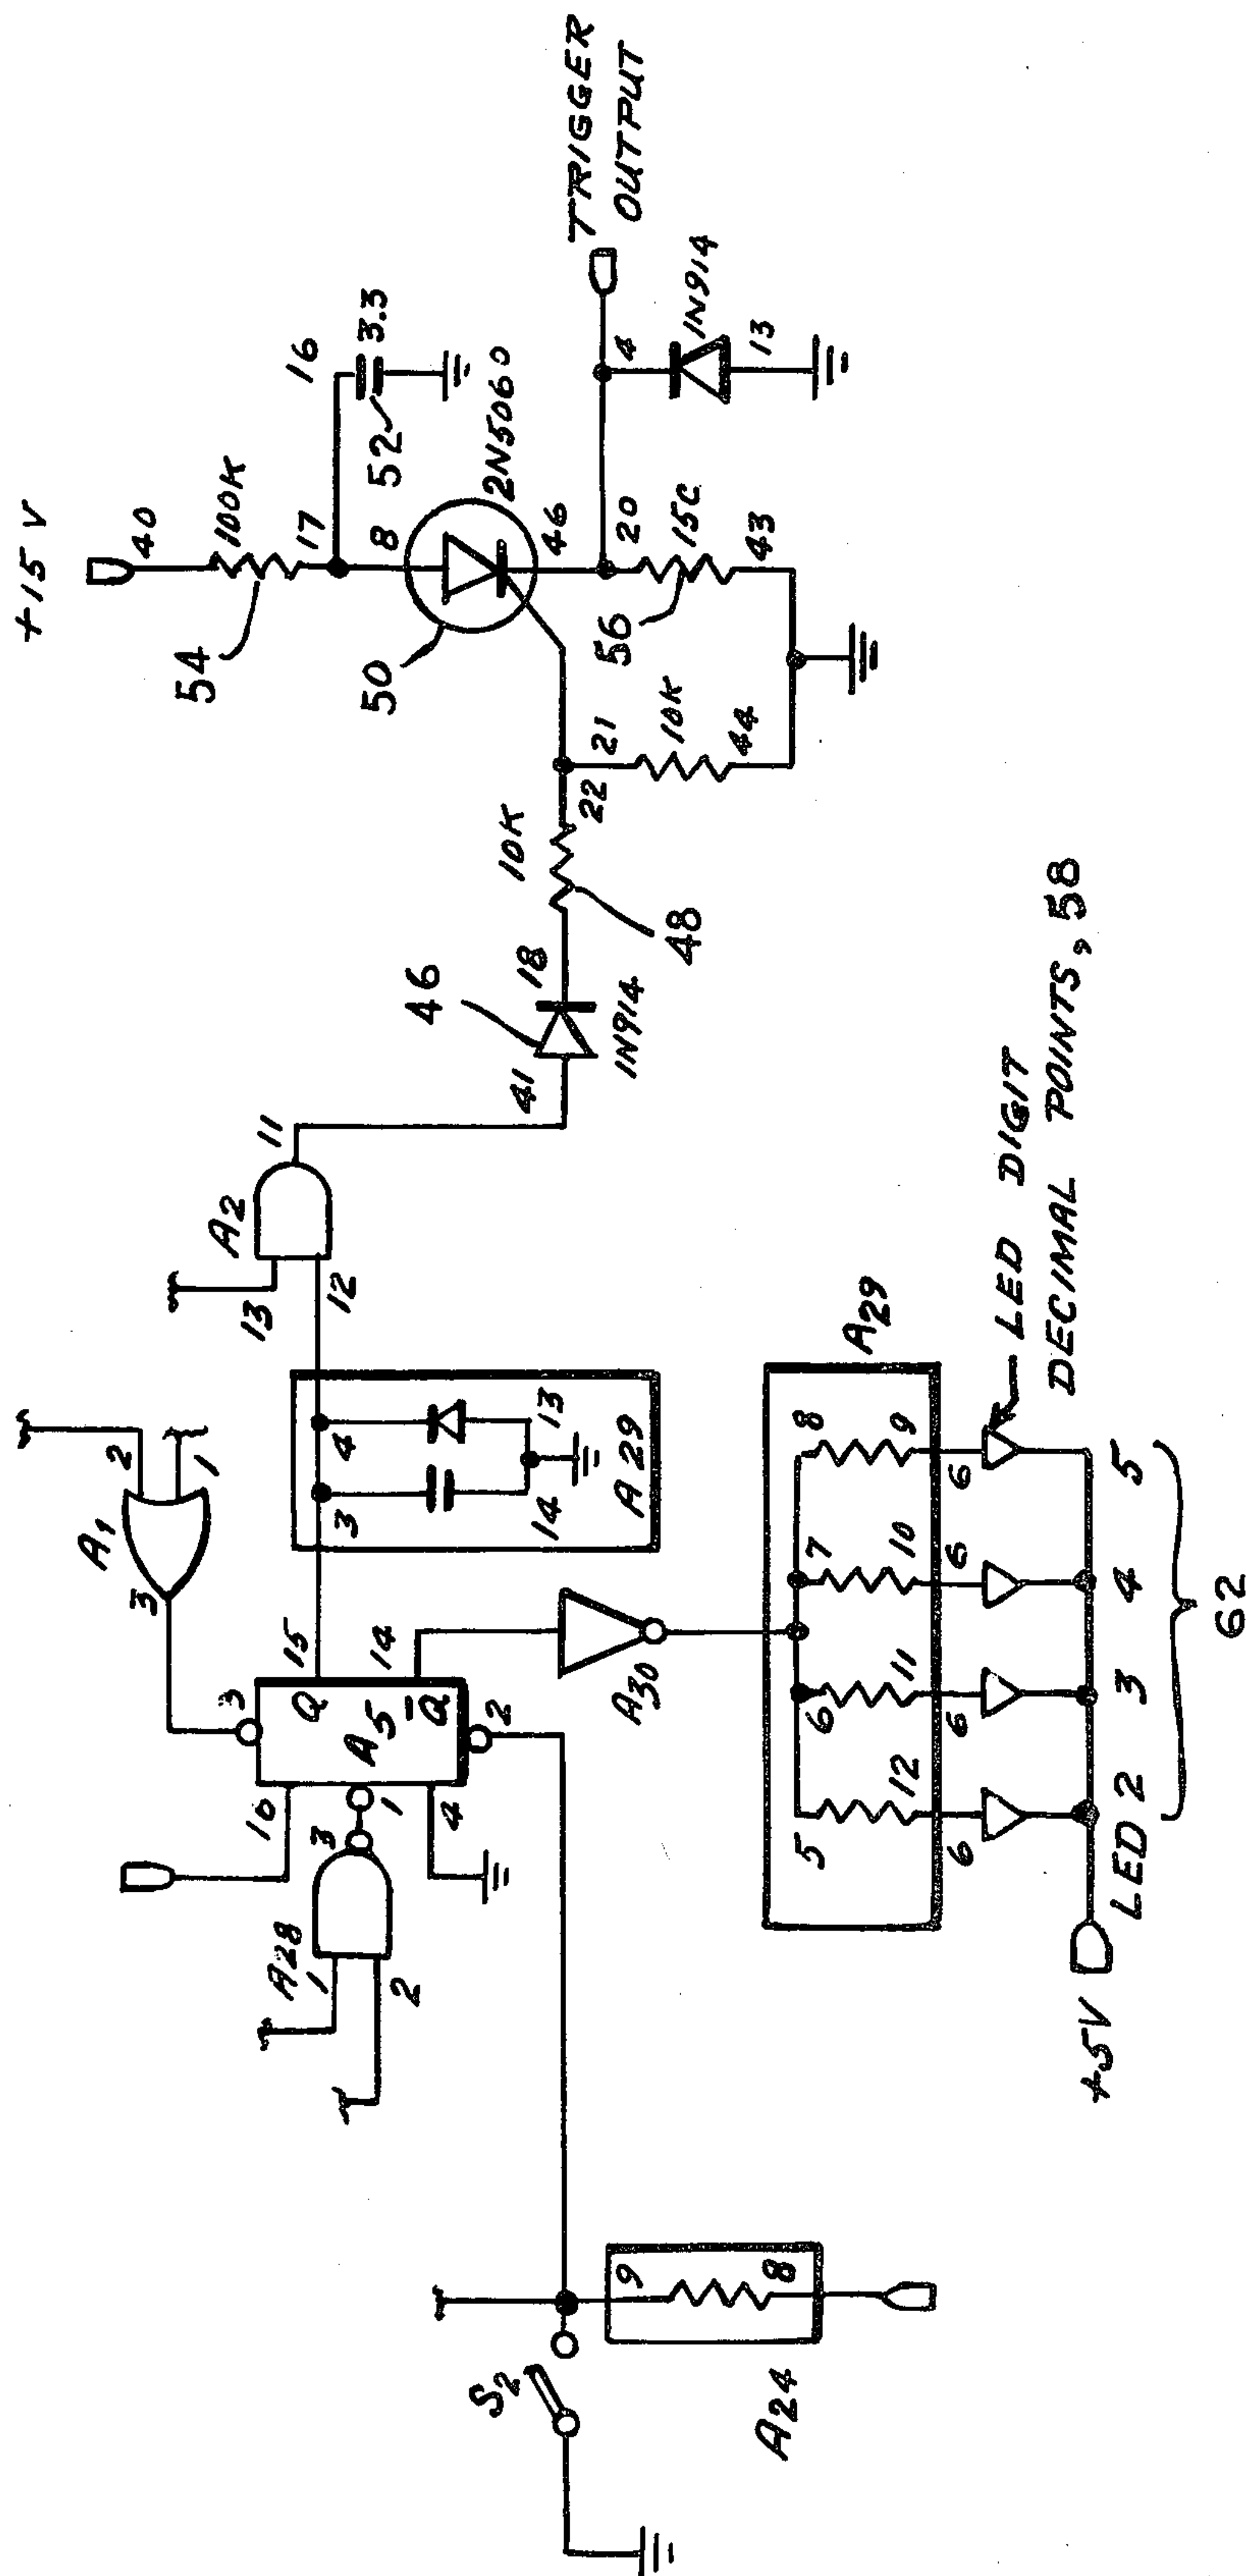 +15 V
40
100K
54
17
16
52
3.3
8
50
2N5060
46
TRIGGER
OUTPUT
4
1N914
13
20
56
15C
43
21
22
10K
44
10K
48
18
46
41
1N914
A2
11
13
12
A1
3
2
1
A29
3
4
14
13
3
15
Q
A5
Q̅
14
2
16
1
4
A28
1
2
3
A30
A29
5
6
7
8
12
11
10
9
6
6
6
6
LED DIGIT
DECIMAL POINTS, 58
+5V
LED 2
3
4
5
62
S2
9
8
A24